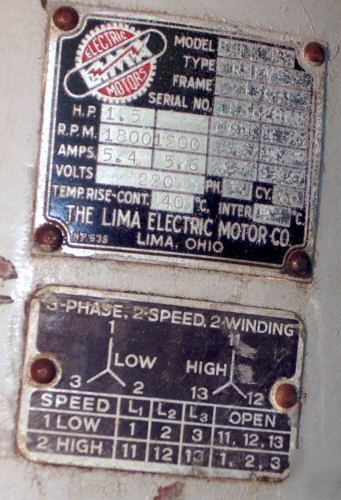 ELECTRIC
LIMA
MOTORS
MODEL
TYPE
FRAME
SERIAL NO.
H.P. 1.5
R.P.M. 1800 1200
AMPS. 5.4 5.6
VOLTS 220 PH. CY.
TEMP. RISE-CONT. 40 °C. INTER. °C.
THE LIMA ELECTRIC MOTOR CO.
LIMA, OHIO
3-PHASE, 2-SPEED, 2-WINDING
1 11
LOW HIGH
3 2 13 12
SPEED L1 L2 L3 OPEN
1 LOW 1 2 3 11, 12, 13
2 HIGH 11 12 13 1, 2, 3